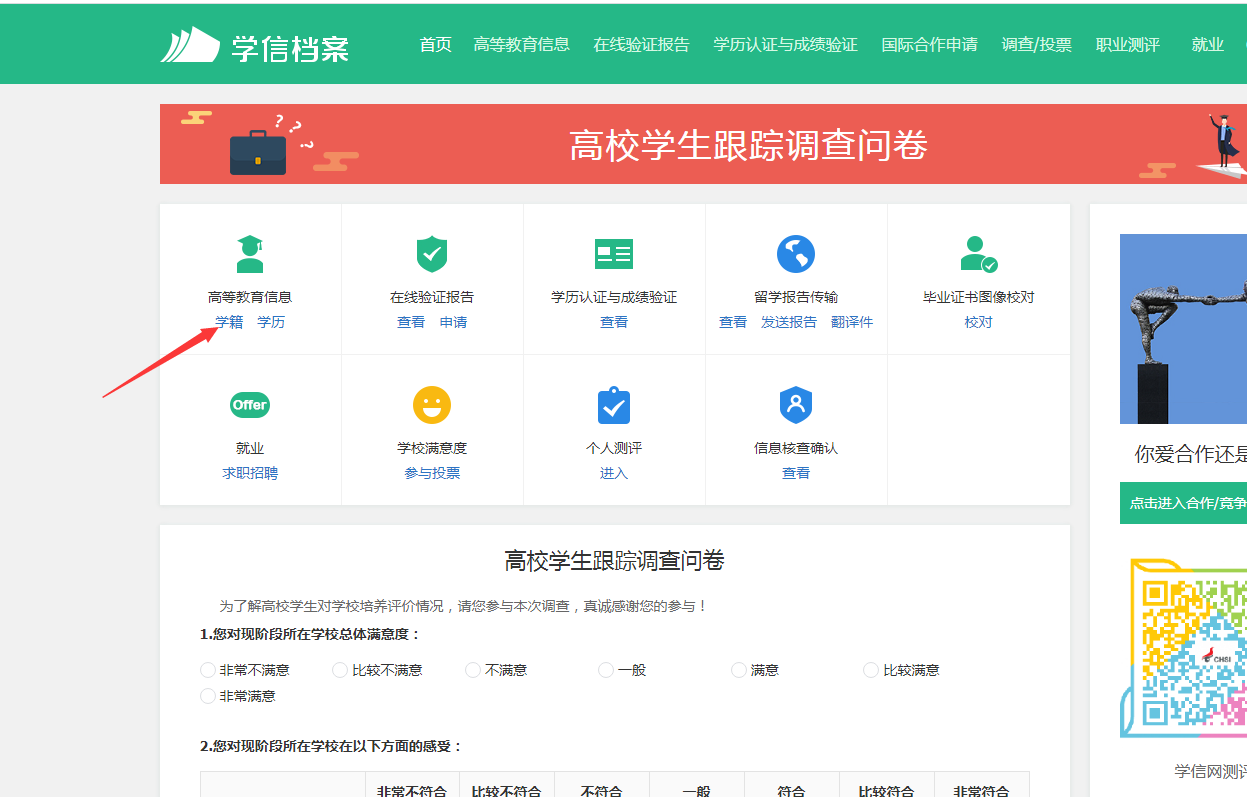 学信档案
首页 高等教育信息 在线验证报告 学历认证与成绩验证 国际合作申请 调查/投票 职业测评 就业
? ? ?
高校学生跟踪调查问卷
高等教育信息 在线验证报告 学历认证与成绩验证 留学报告传输 毕业证书图像校对
学籍 学历 查看 申请 查看 查看 发送报告 翻译件 校对
Offer
就业 学校满意度 个人测评 信息核查确认
求职招聘 参与投票 进入 查看
你爱合作还是
点击进入合作/竞争
高校学生跟踪调查问卷
为了解高校学生对学校培养评价情况，请您参与本次调查，真诚感谢您的参与！
1.您对现阶段所在学校总体满意度：
非常不满意 比较不满意 不满意 一般 满意 比较满意
非常满意
CHSI
2.您对现阶段所在学校在以下方面的感受：
学信网测评
非常不符合 比较不符合 不符合 一般 符合 比较符合 非常符合